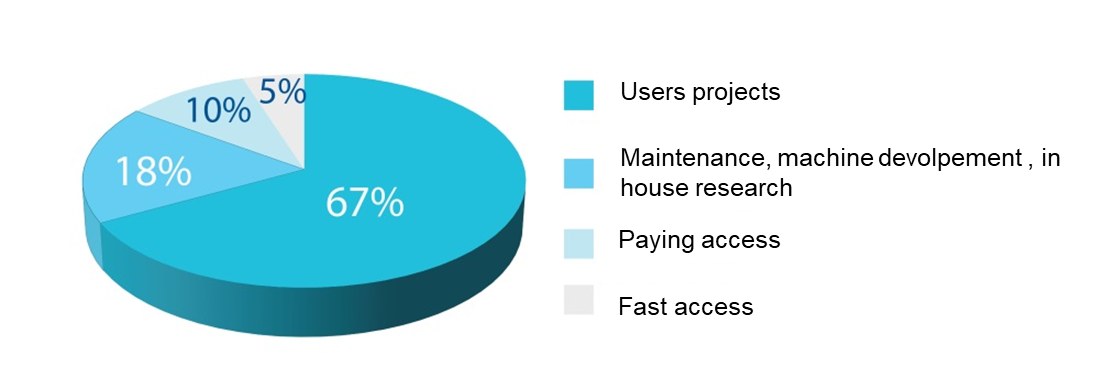 5%
10%
18%
67%
Users projects
Maintenance, machine devolpement , in
house research
Paying access
Fast access